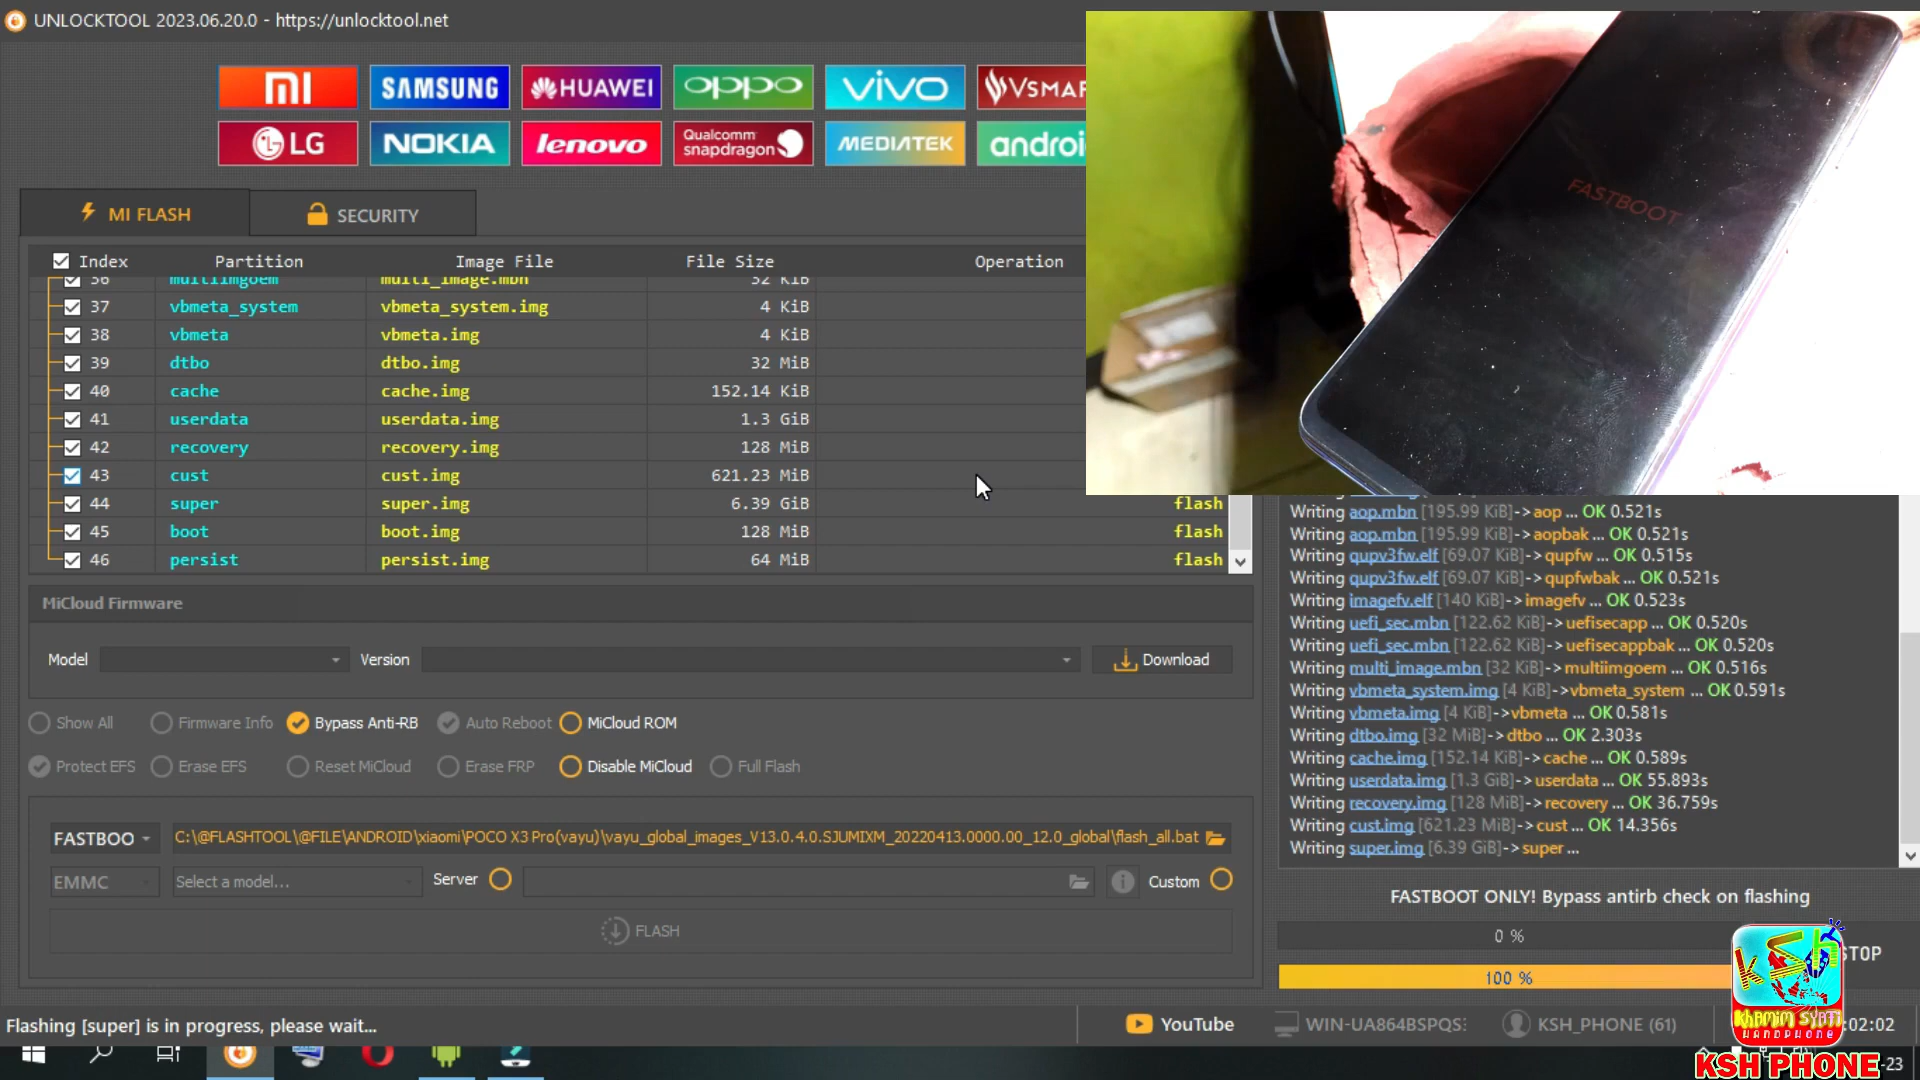 UNLOCKTOOL 2023.06.20.0 - https://unlocktool.net
mi SAMSUNG HUAWEI oppo vivo VSMAR
LG NOKIA lenovo Qualcomm snapdragon MEDIATEK androi
MI FLASH SECURITY
Index Partition Image File File Size Operation
36 multiimgoem multi_image.mbn 32 KiB
37 vbmeta_system vbmeta_system.img 4 KiB
38 vbmeta vbmeta.img 4 KiB
39 dtbo dtbo.img 32 MiB
40 cache cache.img 152.14 KiB
41 userdata userdata.img 1.3 GiB
42 recovery recovery.img 128 MiB
43 cust cust.img 621.23 MiB
44 super super.img 6.39 GiB flash
45 boot boot.img 128 MiB flash
46 persist persist.img 64 MiB flash
FASTBOOT
Writing aop.mbn [195.99 KiB]->aop ... OK 0.521s
Writing aop.mbn [195.99 KiB]->aopbak ... OK 0.521s
Writing qupv3fw.elf [69.07 KiB]->qupfw ... OK 0.515s
Writing qupv3fw.elf [69.07 KiB]->qupfwbak ... OK 0.521s
Writing imagefv.elf [140 KiB]->imagefv ... OK 0.523s
Writing uefi_sec.mbn [122.62 KiB]->uefisecapp ... OK 0.520s
Writing uefi_sec.mbn [122.62 KiB]->uefisecappbak ... OK 0.520s
Writing multi_image.mbn [32 KiB]->multiimgoem ... OK 0.516s
Writing vbmeta_system.img [4 KiB]->vbmeta_system ... OK 0.591s
Writing vbmeta.img [4 KiB]->vbmeta ... OK 0.581s
Writing dtbo.img [32 MiB]->dtbo ... OK 2.303s
Writing cache.img [152.14 KiB]->cache ... OK 0.589s
Writing userdata.img [1.3 GiB]->userdata ... OK 55.893s
Writing recovery.img [128 MiB]->recovery ... OK 36.759s
Writing cust.img [621.23 MiB]->cust ... OK 14.356s
Writing super.img [6.39 GiB]->super ...
MiCloud Firmware
Model Version Download
Show All Firmware Info Bypass Anti-RB Auto Reboot MiCloud ROM
Protect EFS Erase EFS Reset MiCloud Erase FRP Disable MiCloud Full Flash
FASTBOO C:\@FLASHTOOL\@FILE\ANDROID\xiaomi\POCO X3 Pro(vayu)\vayu_global_images_V13.0.4.0.SJUMIXM_20220413.0000.00_12.0_global\flash_all.bat
EMMC Select a model... Server Custom
FLASH
FASTBOOT ONLY! Bypass antirb check on flashing
0 %
STOP
100 %
Flashing [super] is in progress, please wait...
YouTube WIN-UA864BSPQS: KSH_PHONE (61) :02:02
kSh
Khamim SYATI
HANDPHONE
KSH PHONE
-23